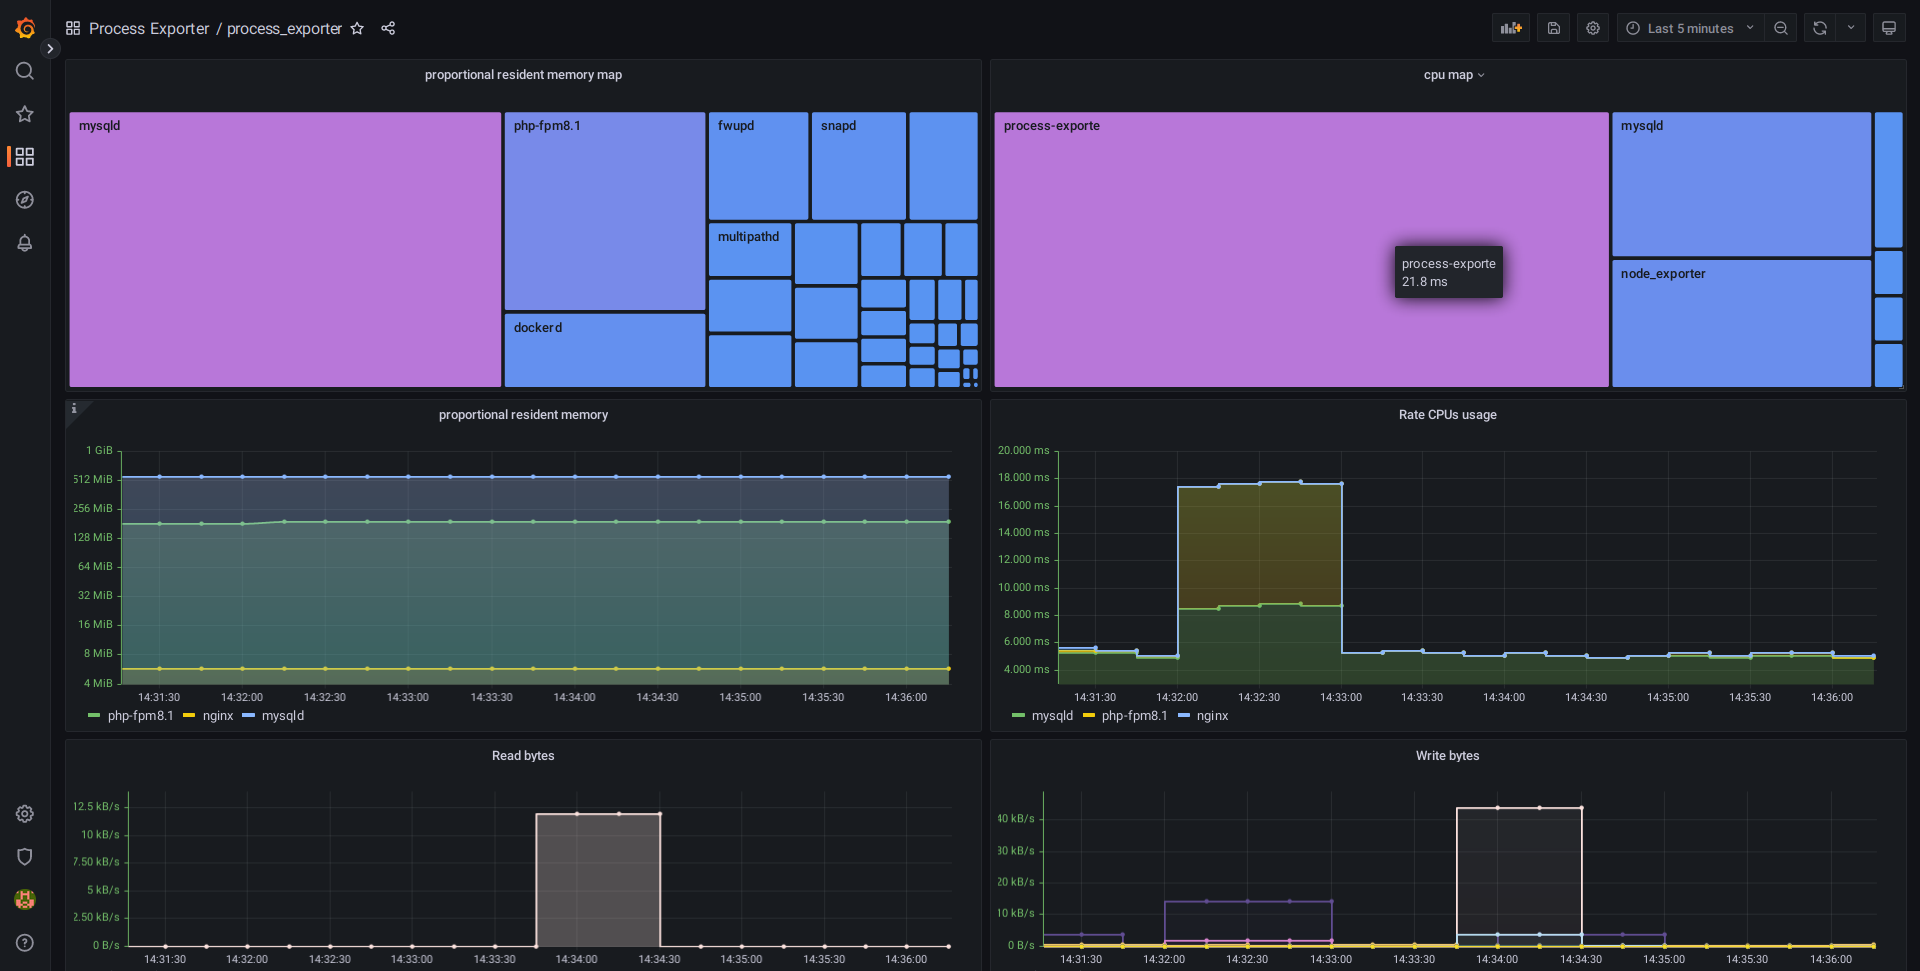 Process Exporter / process_exporter
Last 5 minutes
proportional resident memory map
mysqld
php-fpm8.1
fwupd
snapd
multipathd
dockerd
cpu map
process-exporte
mysqld
node_exporter
process-exporte
21.8 ms
i
proportional resident memory
1 GiB
512 MiB
256 MiB
128 MiB
64 MiB
32 MiB
16 MiB
8 MiB
4 MiB
14:31:30 14:32:00 14:32:30 14:33:00 14:33:30 14:34:00 14:34:30 14:35:00 14:35:30 14:36:00
php-fpm8.1 nginx mysqld
Rate CPUs usage
20.000 ms
18.000 ms
16.000 ms
14.000 ms
12.000 ms
10.000 ms
8.000 ms
6.000 ms
4.000 ms
14:31:30 14:32:00 14:32:30 14:33:00 14:33:30 14:34:00 14:34:30 14:35:00 14:35:30 14:36:00
mysqld php-fpm8.1 nginx
Read bytes
12.5 kB/s
10 kB/s
7.50 kB/s
5 kB/s
2.50 kB/s
0 B/s
14:31:30 14:32:00 14:32:30 14:33:00 14:33:30 14:34:00 14:34:30 14:35:00 14:35:30 14:36:00
Write bytes
40 kB/s
30 kB/s
20 kB/s
10 kB/s
0 B/s
14:31:30 14:32:00 14:32:30 14:33:00 14:33:30 14:34:00 14:34:30 14:35:00 14:35:30 14:36:00